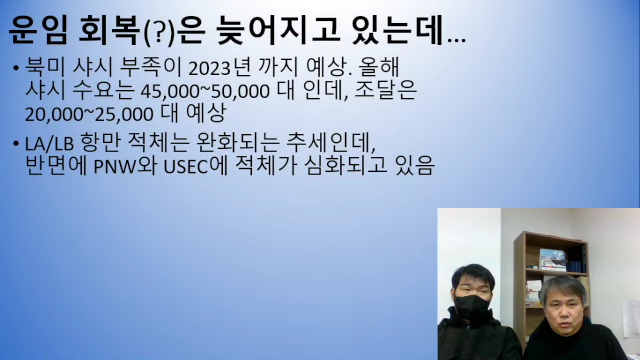 운임 회복(?)은 늦어지고 있는데...
• 북미 샤시 부족이 2023년 까지 예상. 올해
샤시 수요는 45,000~50,000 대 인데, 조달은
20,000~25,000 대 예상
• LA/LB 항만 적체는 완화되는 추세인데,
반면에 PNW와 USEC에 적체가 심화되고 있음